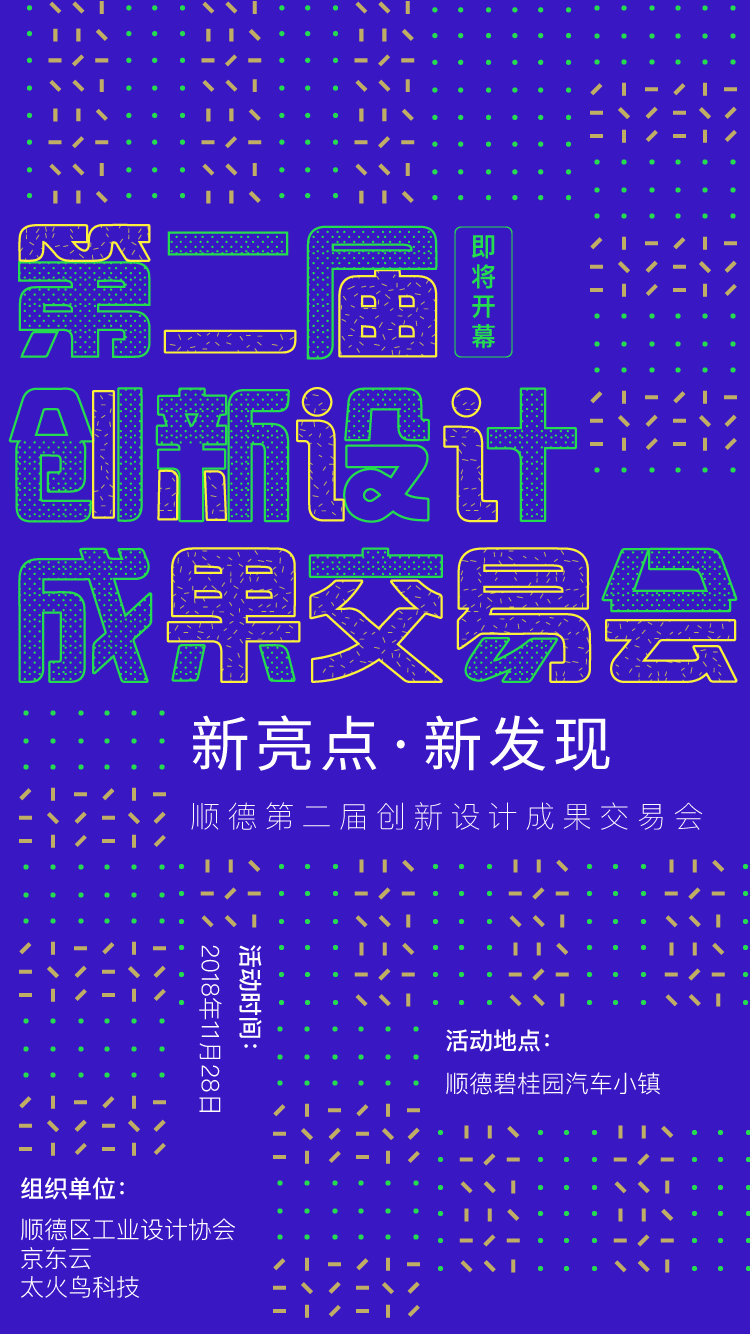 第二届
即将开幕
创新设计
成果交易会
新亮点·新发现
顺德第二届创新设计成果交易会
活动时间：
2018年11月28日
活动地点：
顺德碧桂园汽车小镇
组织单位：
顺德区工业设计协会
京东云
太火鸟科技